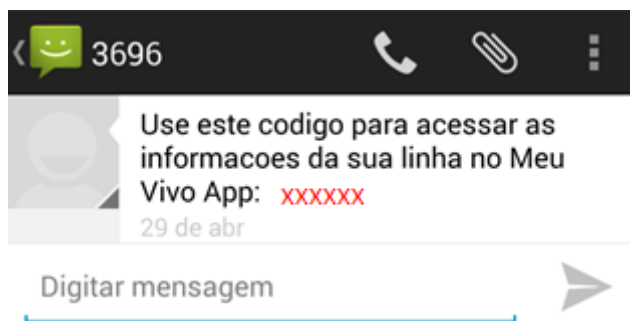 3696
Use este codigo para acessar as
informacoes da sua linha no Meu
Vivo App: xxxxxx
29 de abr
Digitar mensagem